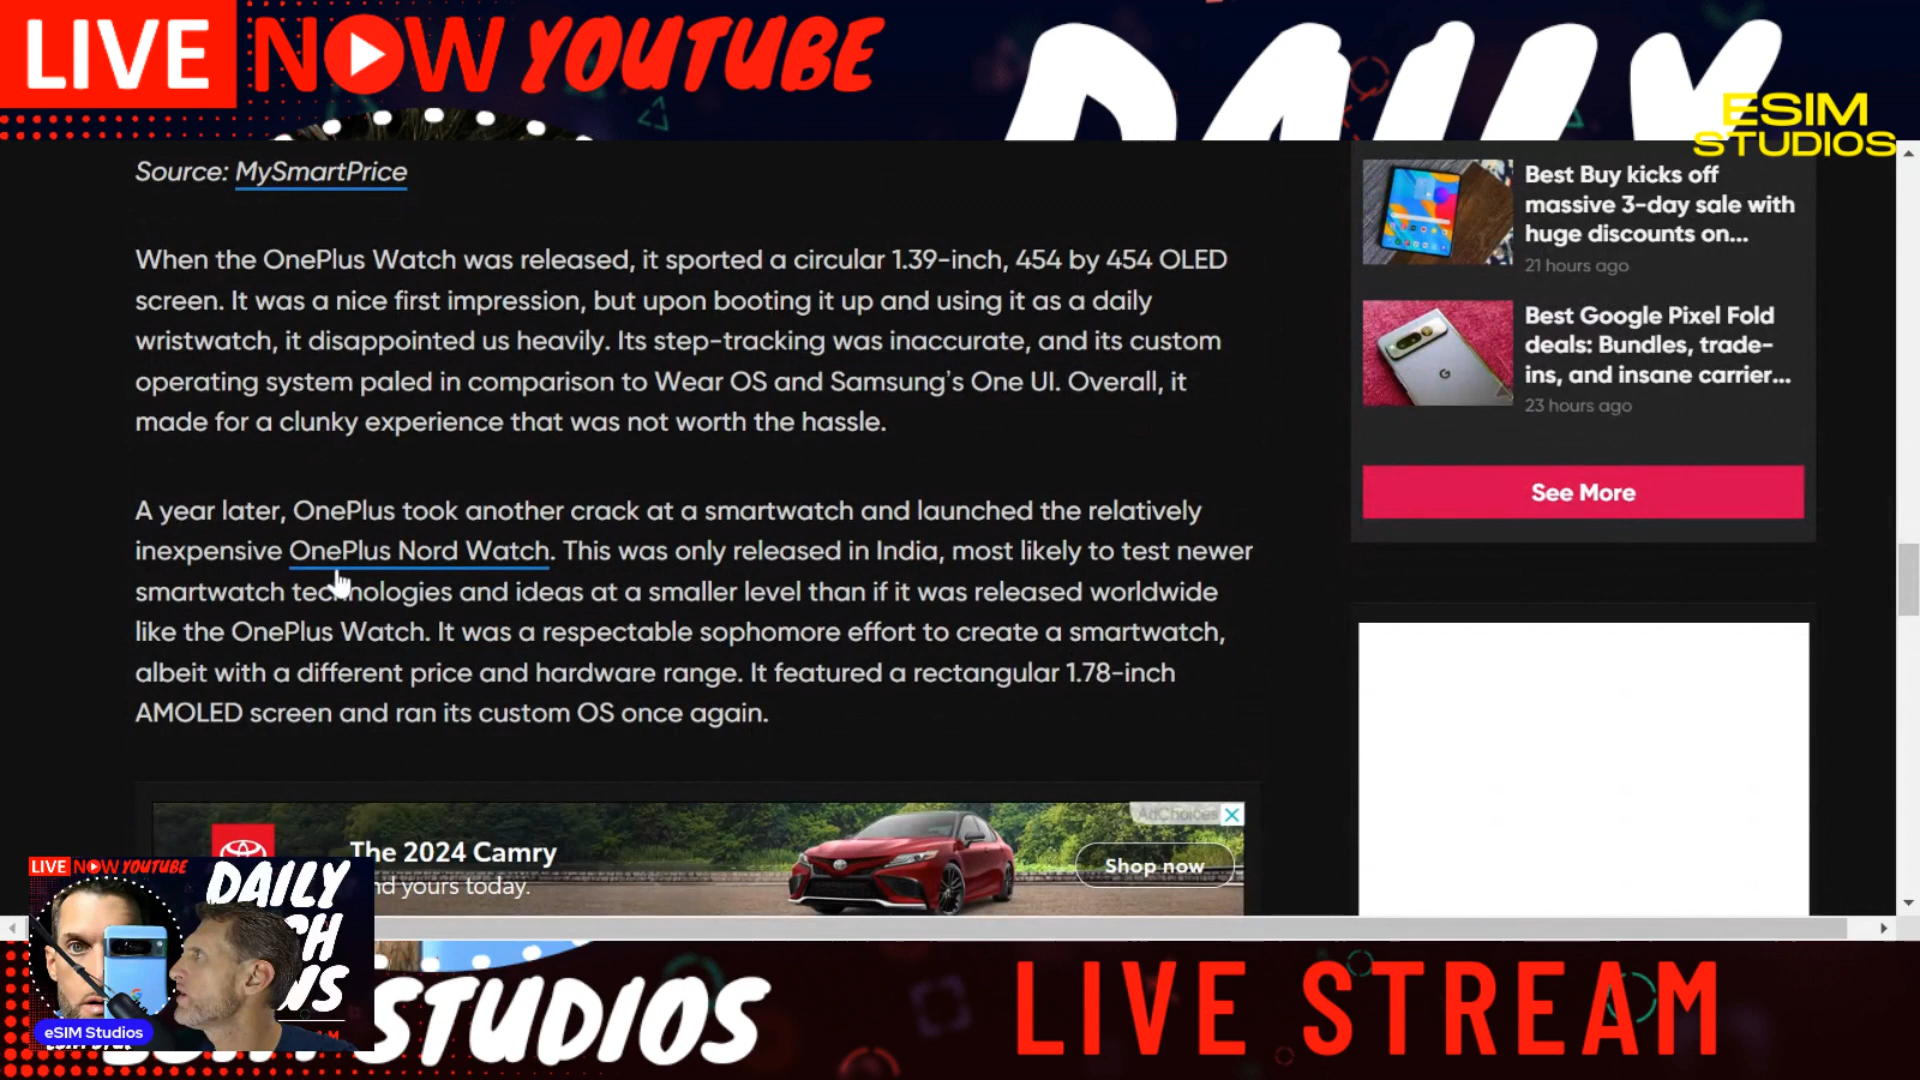 LIVE NOW YOUTUBE
DAILY
ESIM
STUDIOS
Source: MySmartPrice
When the OnePlus Watch was released, it sported a circular 1.39-inch, 454 by 454 OLED
screen. It was a nice first impression, but upon booting it up and using it as a daily
wristwatch, it disappointed us heavily. Its step-tracking was inaccurate, and its custom
operating system paled in comparison to Wear OS and Samsung's One UI. Overall, it
made for a clunky experience that was not worth the hassle.
A year later, OnePlus took another crack at a smartwatch and launched the relatively
inexpensive OnePlus Nord Watch. This was only released in India, most likely to test newer
smartwatch technologies and ideas at a smaller level than if it was released worldwide
like the OnePlus Watch. It was a respectable sophomore effort to create a smartwatch,
albeit with a different price and hardware range. It featured a rectangular 1.78-inch
AMOLED screen and ran its custom OS once again.
Best Buy kicks off
massive 3-day sale with
huge discounts on...
21 hours ago
Best Google Pixel Fold
deals: Bundles, trade-
ins, and insane carrier...
23 hours ago
See More
AdChoices
The 2024 Camry
nd yours today.
Shop now
LIVE NOW YOUTUBE
DAILY
eSIM Studios
STUDIOS
LIVE STREAM